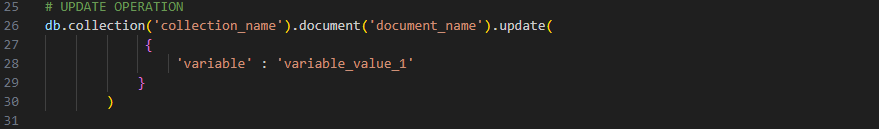 25 # UPDATE OPERATION
26 db.collection('collection_name').document('document_name').update(
27 {
28 'variable' : 'variable_value_1'
29 }
30 )
31